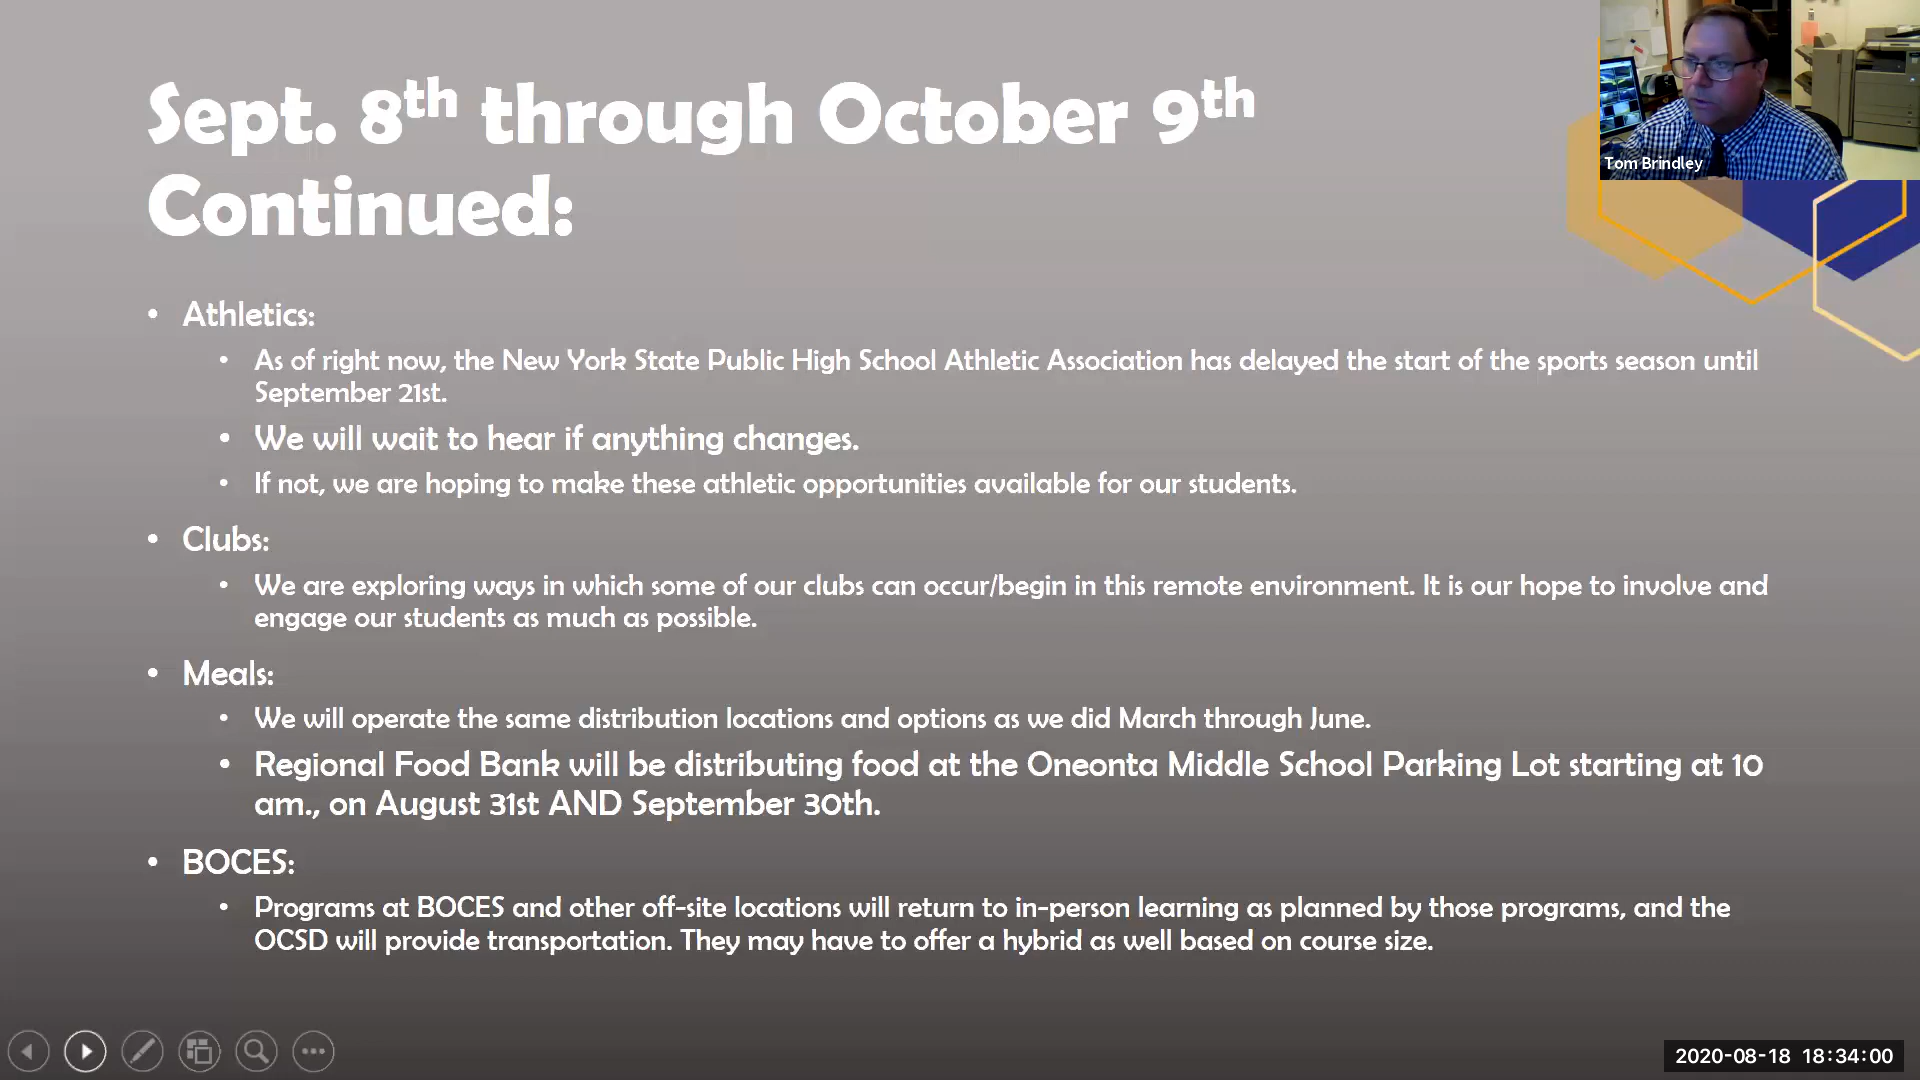 Sept. 8th through October 9th
Continued:
Tom Brindley
• Athletics:
• As of right now, the New York State Public High School Athletic Association has delayed the start of the sports season until
September 21st.
• We will wait to hear if anything changes.
• If not, we are hoping to make these athletic opportunities available for our students.
• Clubs:
• We are exploring ways in which some of our clubs can occur/begin in this remote environment. It is our hope to involve and
engage our students as much as possible.
• Meals:
• We will operate the same distribution locations and options as we did March through June.
• Regional Food Bank will be distributing food at the Oneonta Middle School Parking Lot starting at 10
am., on August 31st AND September 30th.
• BOCES:
• Programs at BOCES and other off-site locations will return to in-person learning as planned by those programs, and the
OCSD will provide transportation. They may have to offer a hybrid as well based on course size.
2020-08-18 18:34:00